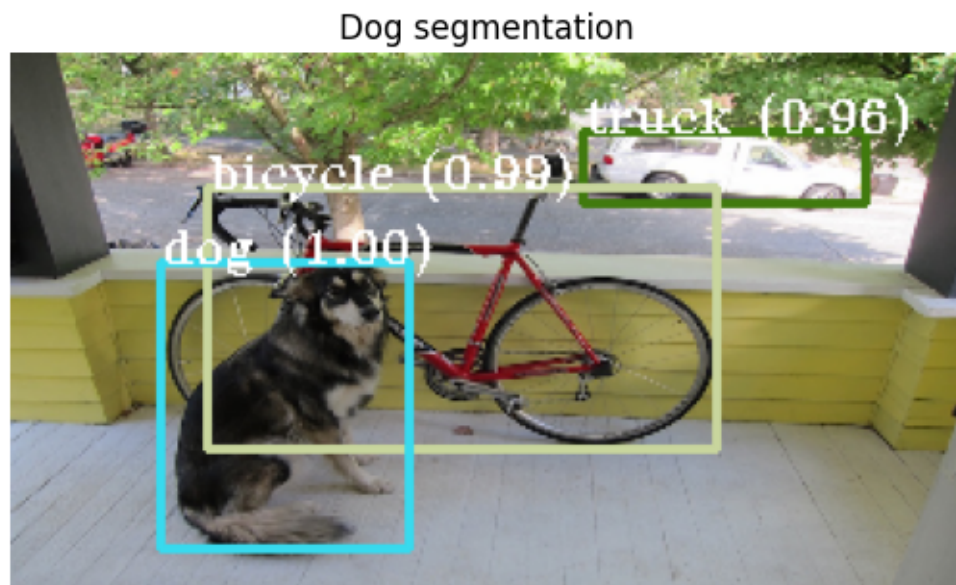 Dog segmentation
truck (0.96)
bicycle (0.99)
dog (1.00)